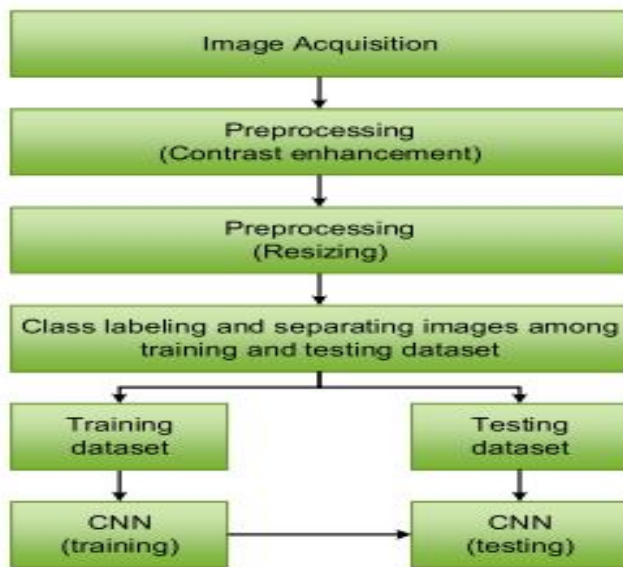 Image Acquisition
Preprocessing
(Contrast enhancement)
Preprocessing
(Resizing)
Class labeling and separating images among
training and testing dataset
Training
dataset
Testing
dataset
CNN
(training)
CNN
(testing)